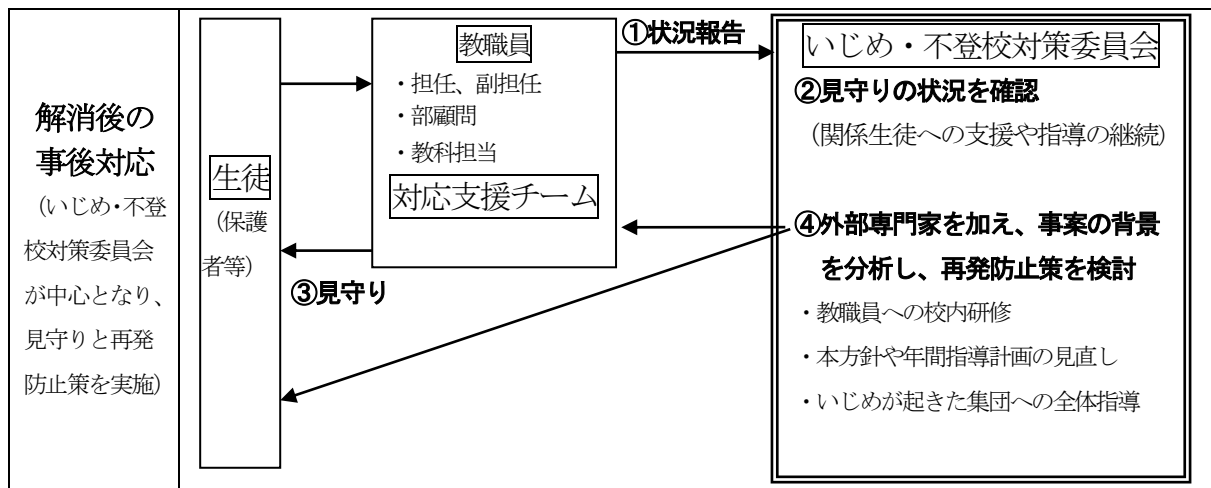 解消後の
事後対応
（いじめ・不登
校対策委員会
が中心となり、
見守りと再発
防止策を実施）
生徒
（保護
者等）
教職員
・担任、副担任
・部顧問
・教科担当
対応支援チーム
①状況報告
③見守り
いじめ・不登校対策委員会
②見守りの状況を確認
（関係生徒への支援や指導の継続）
④外部専門家を加え、事案の背景
を分析し、再発防止策を検討
・教職員への校内研修
・本方針や年間指導計画の見直し
・いじめが起きた集団への全体指導